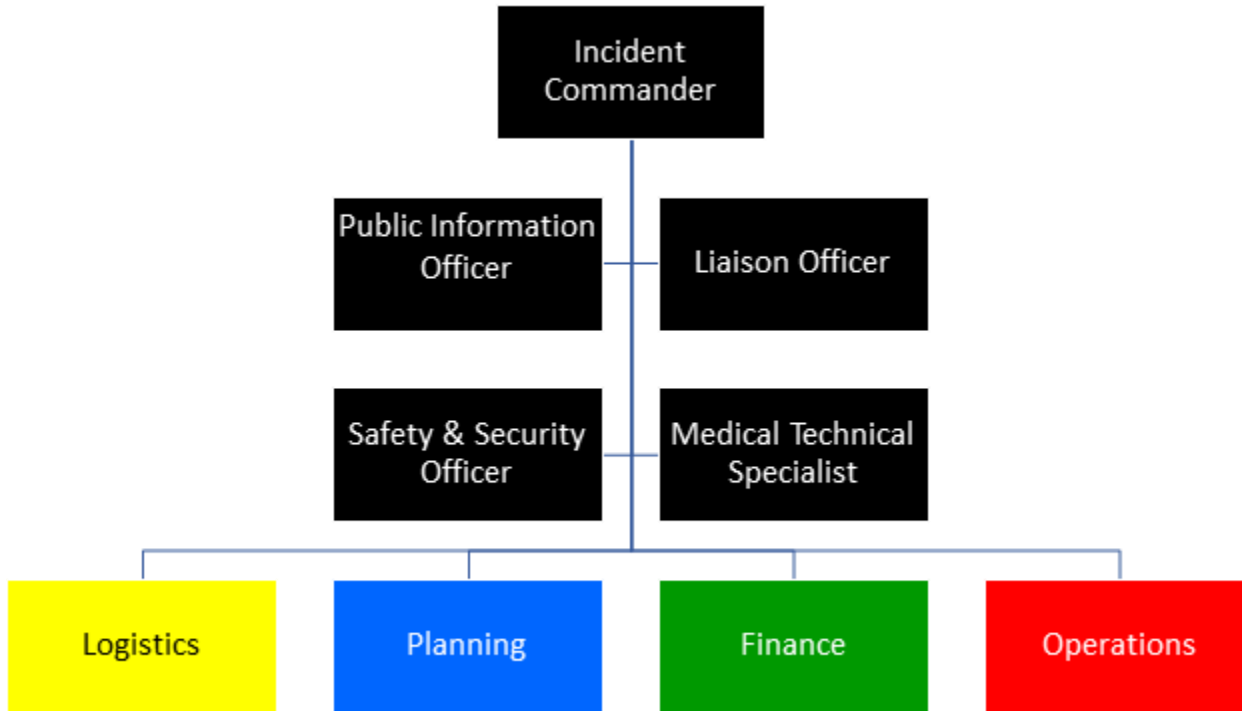 Incident
Commander
Public Information
Officer
Liaison Officer
Safety & Security
Officer
Medical Technical
Specialist
Logistics
Planning
Finance
Operations